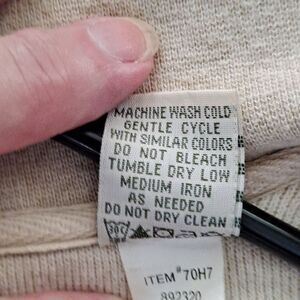 MACHINE WASH COLD
GENTLE CYCLE
WITH SIMILAR COLORS
DO NOT BLEACH
TUMBLE DRY LOW
MEDIUM IRON
AS NEEDED
DO NOT DRY CLEAN
ITEM#70H7
892320